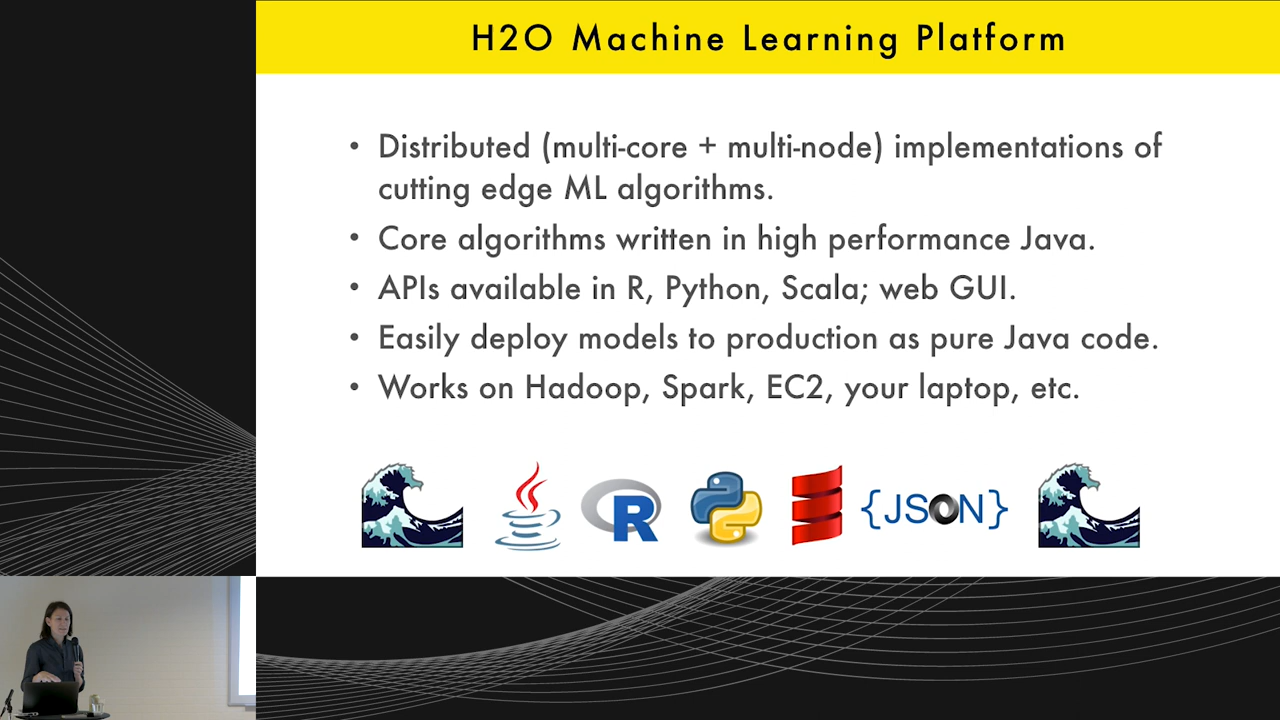 H2O Machine Learning Platform
• Distributed (multi-core + multi-node) implementations of
cutting edge ML algorithms.
• Core algorithms written in high performance Java.
• APIs available in R, Python, Scala; web GUI.
• Easily deploy models to production as pure Java code.
• Works on Hadoop, Spark, EC2, your laptop, etc.
R
{JSON}